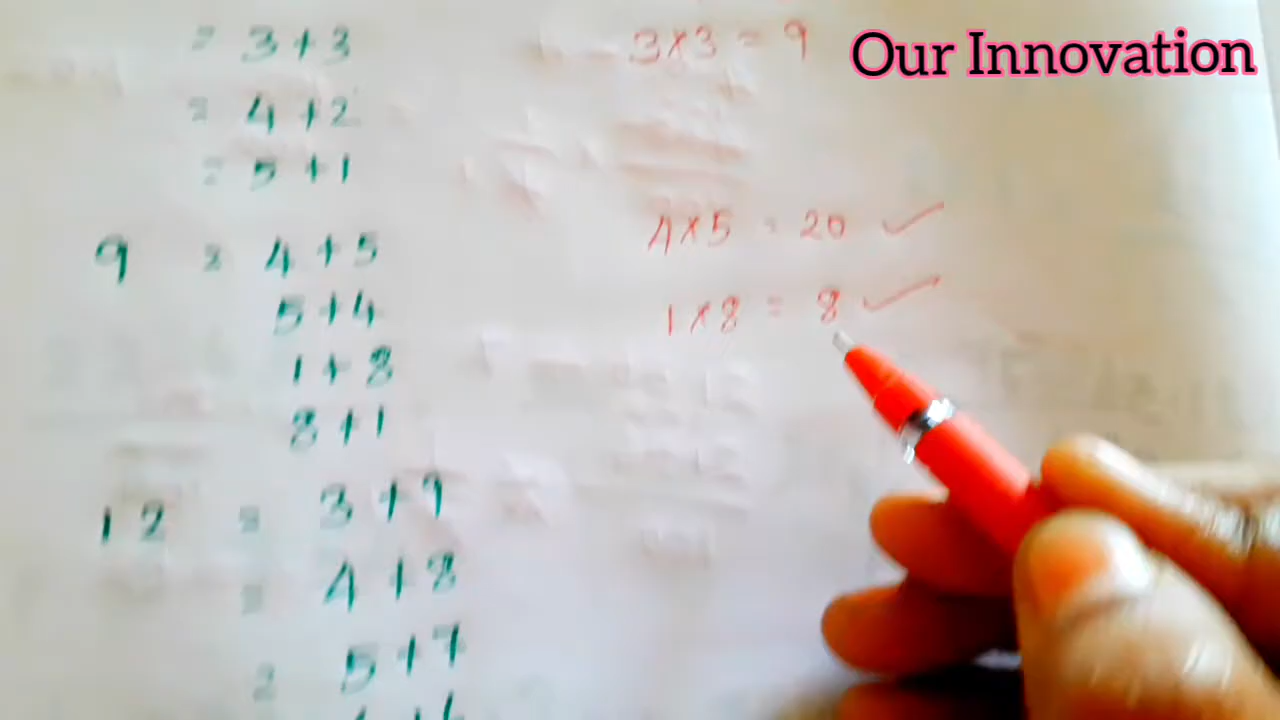 Our Innovation
= 3+3
3×3 = 9
= 4+2
= 5+1
4×5 = 20 ✓
9 = 4+5
5+4
1×8 = 8 ✓
1+8
8+1
12 = 3+9
= 4+8
= 5+7